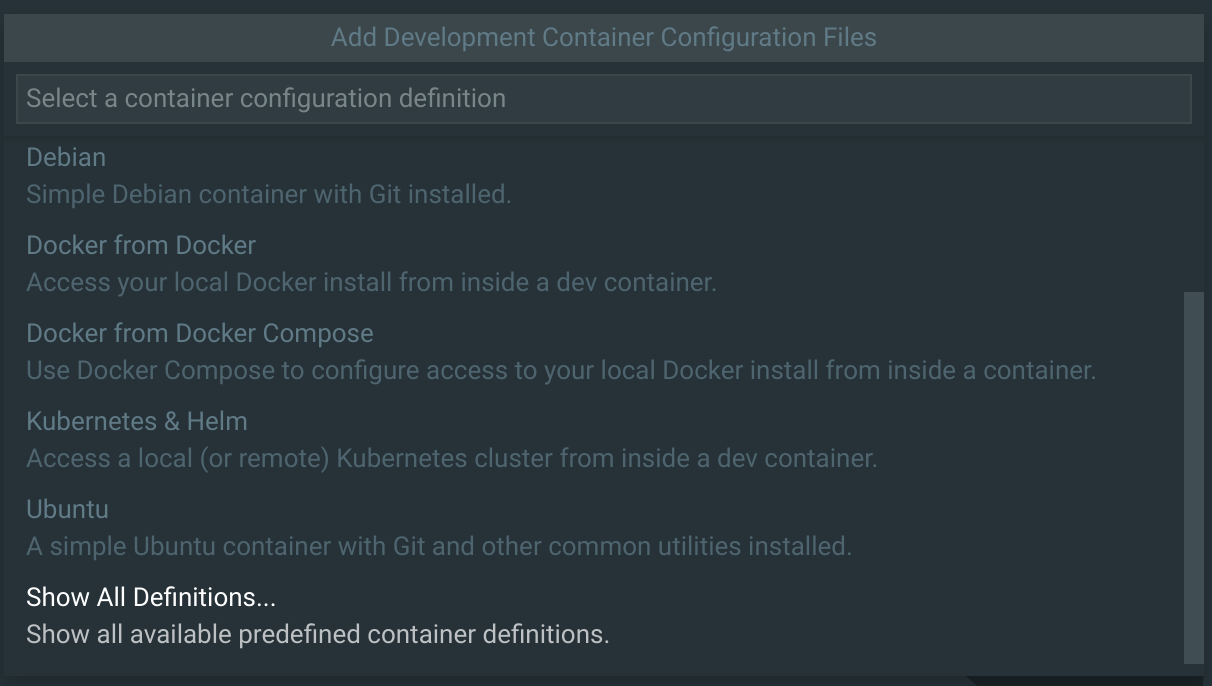 Add Development Container Configuration Files
Select a container configuration definition
Debian
Simple Debian container with Git installed.
Docker from Docker
Access your local Docker install from inside a dev container.
Docker from Docker Compose
Use Docker Compose to configure access to your local Docker install from inside a container.
Kubernetes & Helm
Access a local (or remote) Kubernetes cluster from inside a dev container.
Ubuntu
A simple Ubuntu container with Git and other common utilities installed.
Show All Definitions...
Show all available predefined container definitions.